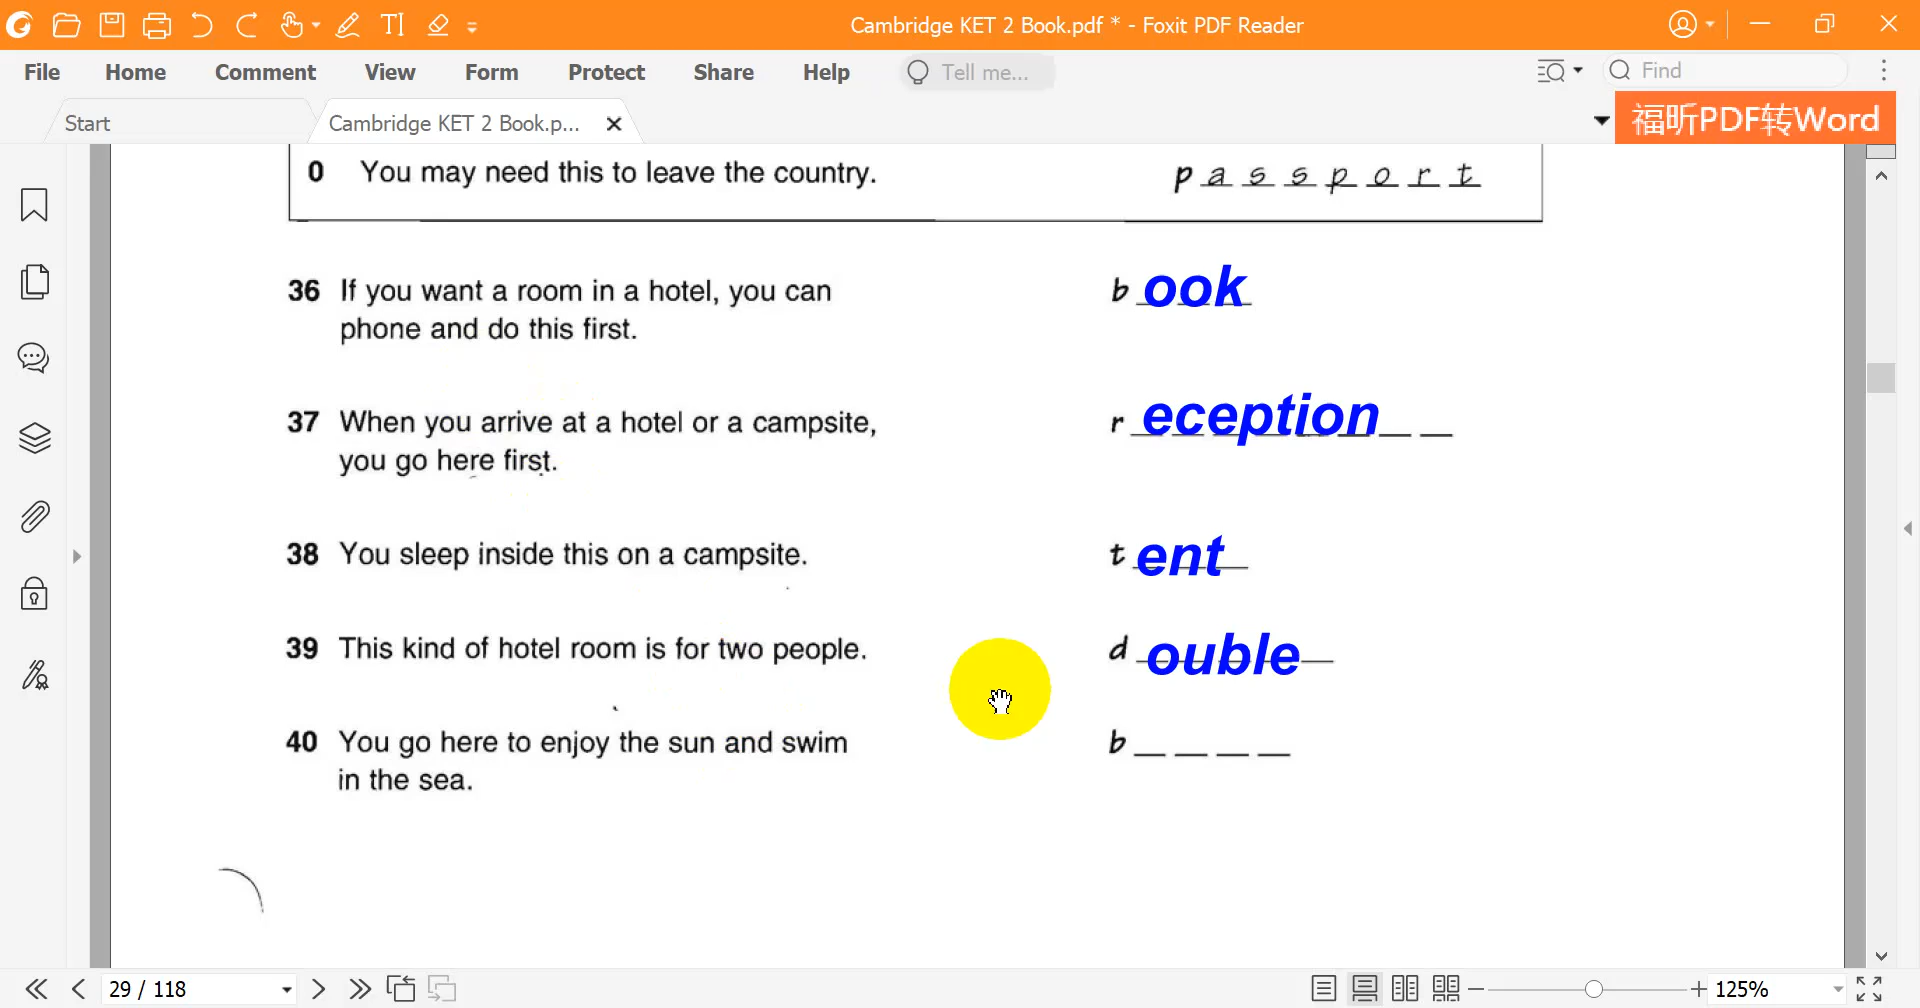 Cambridge KET 2 Book.pdf * - Foxit PDF Reader
File Home Comment View Form Protect Share Help Tell me... Find
Start Cambridge KET 2 Book.p... 福昕PDF转Word
0 You may need this to leave the country. p a s s p o r t
36 If you want a room in a hotel, you can b ook
phone and do this first.
37 When you arrive at a hotel or a campsite, r eception _ _
you go here first.
38 You sleep inside this on a campsite. t ent
39 This kind of hotel room is for two people. d ouble
40 You go here to enjoy the sun and swim b _ _ _ _
in the sea.
29 / 118 125%